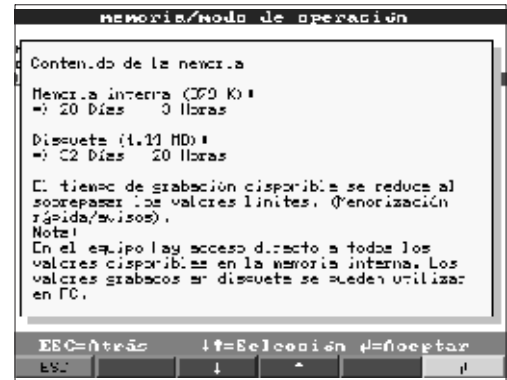 memoria/modo de operación
Contenido de la memoria
Memoria interna
=> 20 Días Horas
Disquete (1.44 MB):
=> Días 20 Horas
El tiempo de grabación disponible se reduce al
sobrepasar los valores límites. (Memorización
rápida/avisos).
Nota:
En el equipo hay acceso directo a todos los
valores disponibles en la memoria interna. Los
valores grabados en disquete se pueden utilizar
en PC.
ESC=Atrás ↓↑=Selección ↵=Aceptar
ESC ↓ ↵